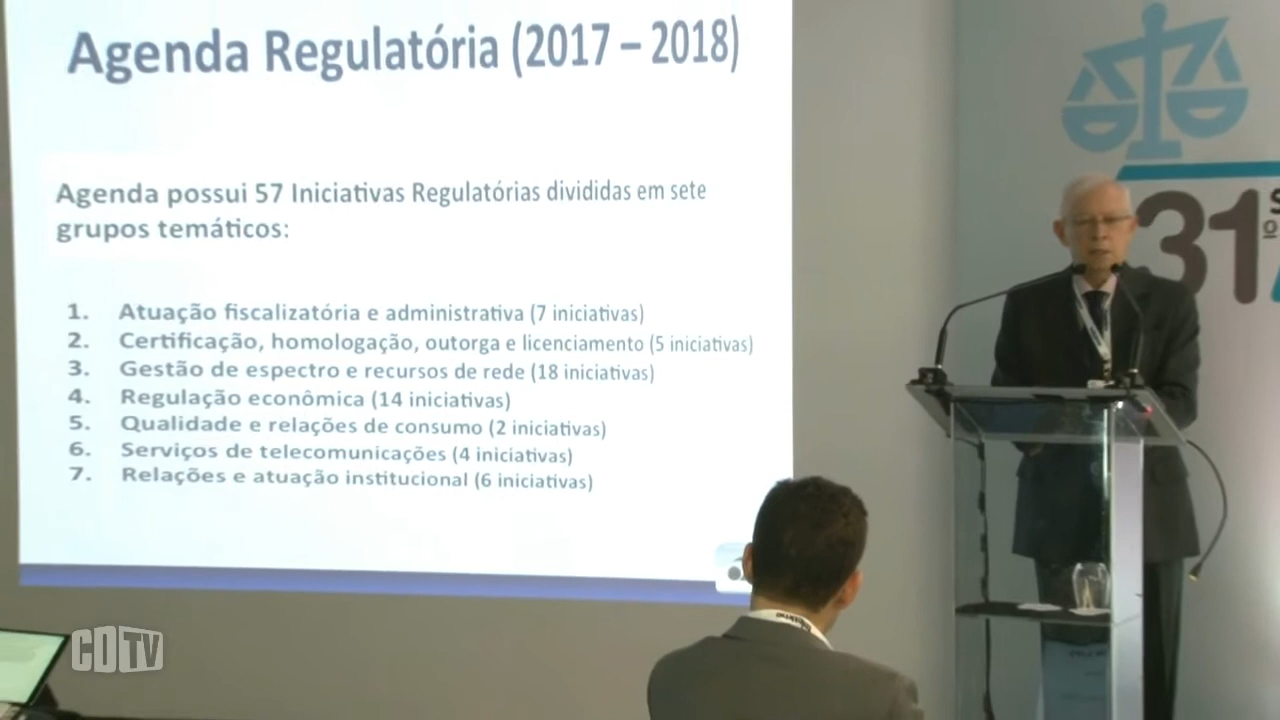 Agenda Regulatória (2017 – 2018)
Agenda possui 57 Iniciativas Regulatórias divididas em sete
grupos temáticos:
1. Atuação fiscalizatória e administrativa (7 iniciativas)
2. Certificação, homologação, outorga e licenciamento (5 iniciativas)
3. Gestão de espectro e recursos de rede (18 iniciativas)
4. Regulação econômica (14 iniciativas)
5. Qualidade e relações de consumo (2 iniciativas)
6. Serviços de telecomunicações (4 iniciativas)
7. Relações e atuação institucional (6 iniciativas)
31º
CDTV